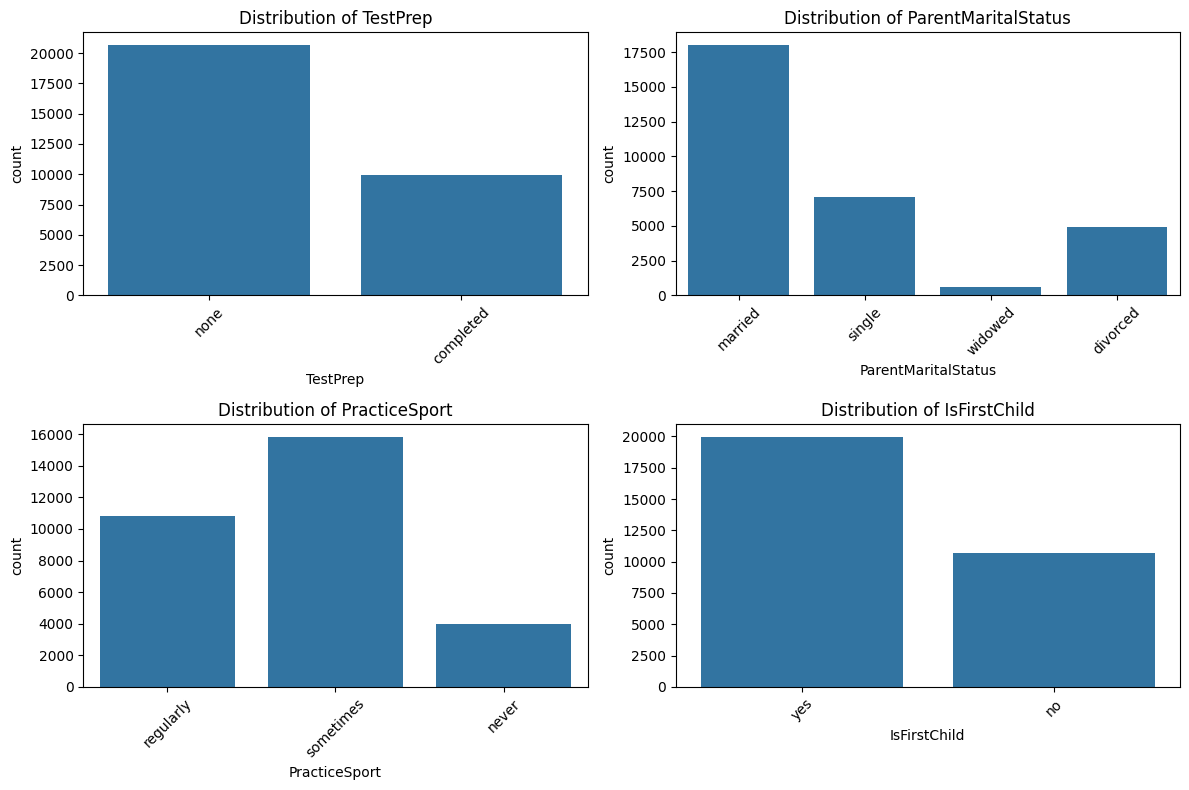 Distribution of TestPrep
20000
17500
15000
12500
10000
7500
5000
2500
0
count
none
completed
TestPrep
Distribution of ParentMaritalStatus
17500
15000
12500
10000
7500
5000
2500
0
count
married
single
widowed
divorced
ParentMaritalStatus
Distribution of PracticeSport
16000
14000
12000
10000
8000
6000
4000
2000
0
count
regularly
sometimes
never
PracticeSport
Distribution of IsFirstChild
20000
17500
15000
12500
10000
7500
5000
2500
0
count
yes
no
IsFirstChild